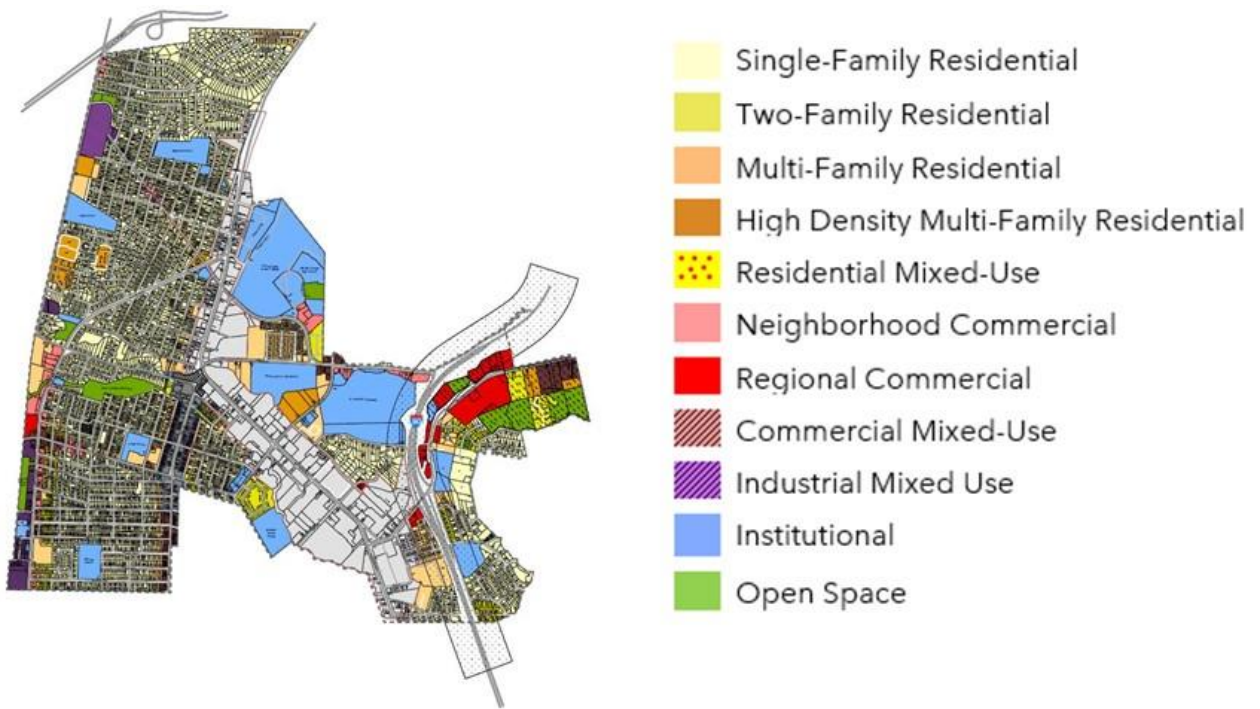 Single-Family Residential
Two-Family Residential
Multi-Family Residential
High Density Multi-Family Residential
Residential Mixed-Use
Neighborhood Commercial
Regional Commercial
Commercial Mixed-Use
Industrial Mixed Use
Institutional
Open Space